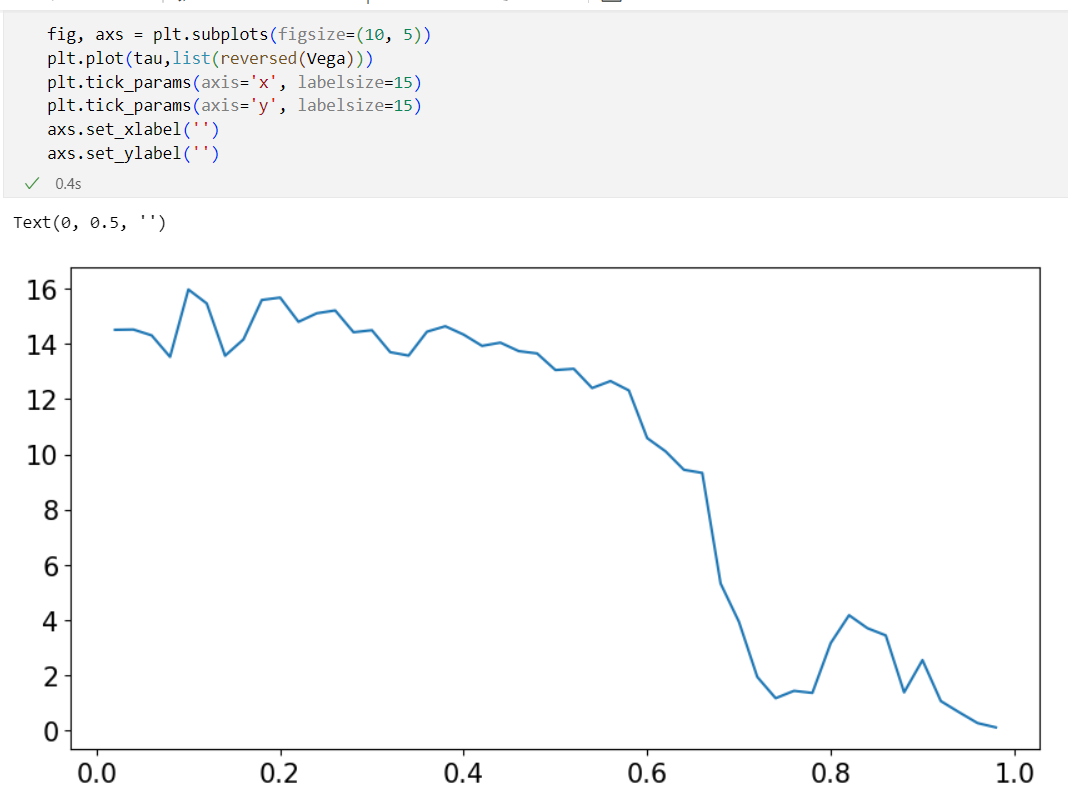 fig, axs = plt.subplots(figsize=(10, 5))
plt.plot(tau,list(reversed(Vega)))
plt.tick_params(axis='x', labelsize=15)
plt.tick_params(axis='y', labelsize=15)
axs.set_xlabel('')
axs.set_ylabel('')
0.4s
Text(0, 0.5, '')
16
14
12
10
8
6
4
2
0
0.0 0.2 0.4 0.6 0.8 1.0